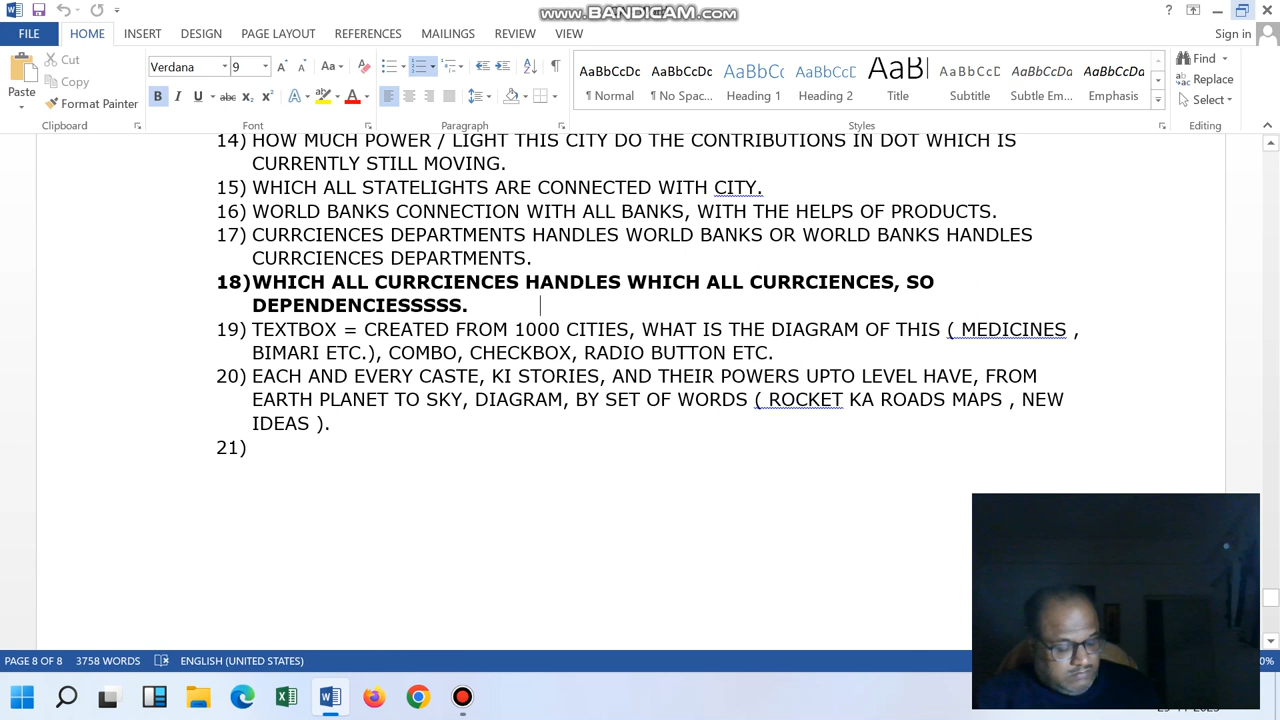 www.BANDICAM.com
FILE HOME INSERT DESIGN PAGE LAYOUT REFERENCES MAILINGS REVIEW VIEW Sign in
Cut
Copy
Format Painter
Paste
Clipboard
Verdana 9
Font
Paragraph
AaBbCcDc AaBbCcDc AaBbCc AaBbCcD AaBl AaBbCcD AaBbCcDc AaBbCcDc
¶ Normal ¶ No Spac... Heading 1 Heading 2 Title Subtitle Subtle Em... Emphasis
Styles
Find
Replace
Select
Editing
14) HOW MUCH POWER / LIGHT THIS CITY DO THE CONTRIBUTIONS IN DOT WHICH IS
CURRENTLY STILL MOVING.
15) WHICH ALL STATELIGHTS ARE CONNECTED WITH CITY.
16) WORLD BANKS CONNECTION WITH ALL BANKS, WITH THE HELPS OF PRODUCTS.
17) CURRCIENCES DEPARTMENTS HANDLES WORLD BANKS OR WORLD BANKS HANDLES
CURRCIENCES DEPARTMENTS.
18) WHICH ALL CURRCIENCES HANDLES WHICH ALL CURRCIENCES, SO
DEPENDENCIESSSSS.
19) TEXTBOX = CREATED FROM 1000 CITIES, WHAT IS THE DIAGRAM OF THIS ( MEDICINES ,
BIMARI ETC.), COMBO, CHECKBOX, RADIO BUTTON ETC.
20) EACH AND EVERY CASTE, KI STORIES, AND THEIR POWERS UPTO LEVEL HAVE, FROM
EARTH PLANET TO SKY, DIAGRAM, BY SET OF WORDS ( ROCKET KA ROADS MAPS , NEW
IDEAS ).
21)
PAGE 8 OF 8 3758 WORDS ENGLISH (UNITED STATES)